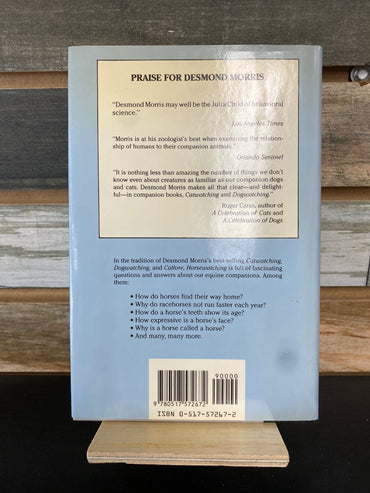 PRAISE FOR DESMOND MORRIS
"Desmond Morris may well be the Julia Child of behavioral
science."
Los Angeles Times
"Morris is at his zoologist's best when examining the relation-
ship of humans to their companion animals."
Orlando Sentinel
"It is nothing less than amazing the number of things we don't
know even about creatures as familiar as our companion dogs
and cats. Desmond Morris makes all that clear—and delight-
ful—in companion books, Catwatching and Dogwatching."
Roger Caras, author of
A Celebration of Cats and
A Celebration of Dogs
In the tradition of Desmond Morris's best-selling Catwatching,
Dogwatching, and Catlore, Horsewatching is full of fascinating
questions and answers about our equine companions. Among
them:
• How do horses find their way home?
• Why do racehorses not run faster each year?
• How do a horse's teeth show its age?
• How expressive is a horse's face?
• Why is a horse called a horse?
• And many, many more.
90000
9 780517 572672
ISBN 0-517-57267-2